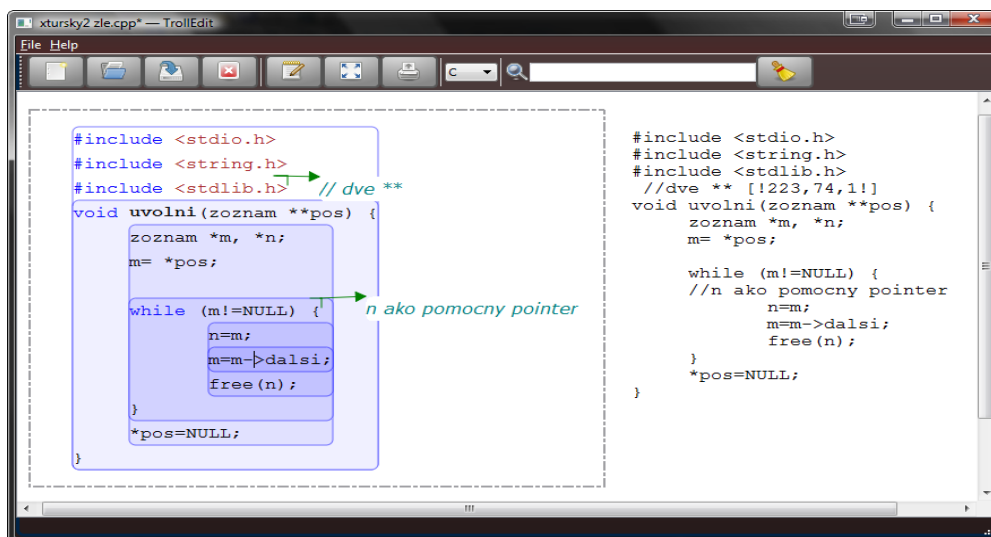 xtursky2 zle.cpp* — TrollEdit
File Help
C
#include <stdio.h>
#include <string.h>
#include <stdlib.h> // dve **
void uvolni(zoznam **pos) {
zoznam *m, *n;
m= *pos;
while (m!=NULL) { n ako pomocny pointer
n=m;
m=m->dalsi;
free(n);
}
*pos=NULL;
}
#include <stdio.h>
#include <string.h>
#include <stdlib.h>
//dve ** [!223,74,1!]
void uvolni(zoznam **pos) {
zoznam *m, *n;
m= *pos;
while (m!=NULL) {
//n ako pomocny pointer
n=m;
m=m->dalsi;
free(n);
}
*pos=NULL;
}